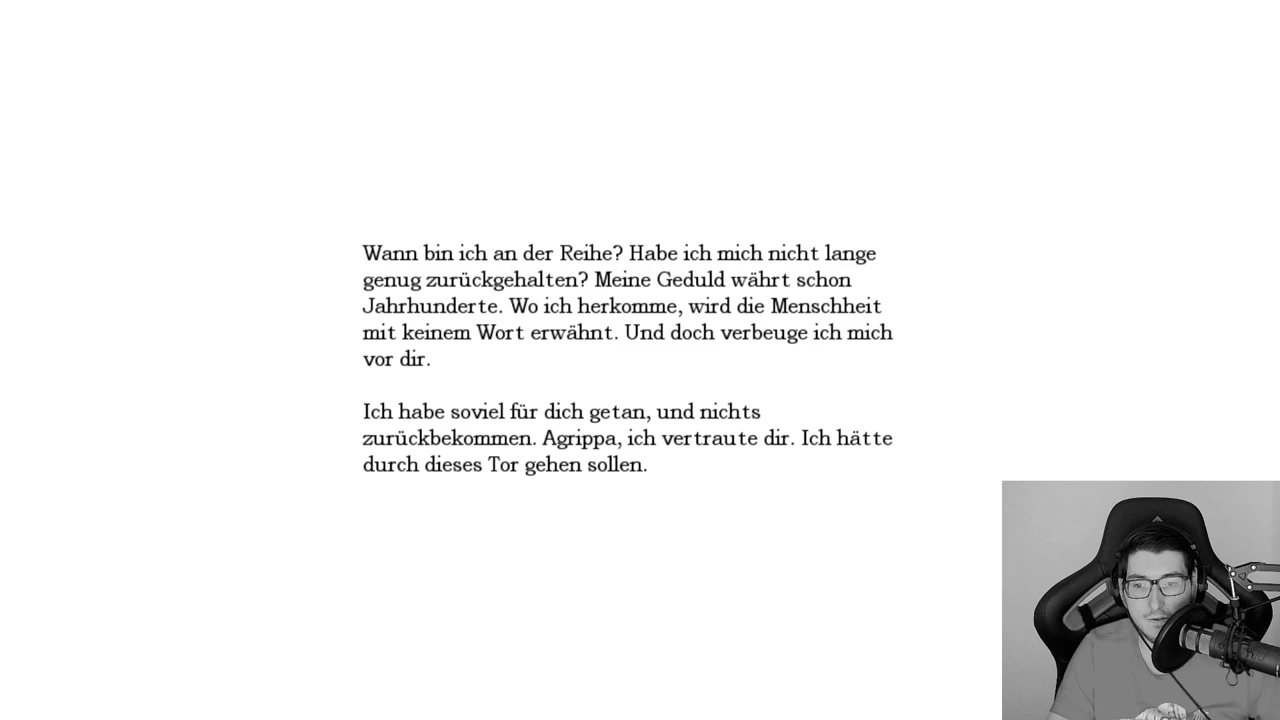 Wann bin ich an der Reihe? Habe ich mich nicht lange
genug zurückgehalten? Meine Geduld währt schon
Jahrhunderte. Wo ich herkomme, wird die Menschheit
mit keinem Wort erwähnt. Und doch verbeuge ich mich
vor dir.
Ich habe soviel für dich getan, und nichts
zurückbekommen. Agrippa, ich vertraute dir. Ich hätte
durch dieses Tor gehen sollen.